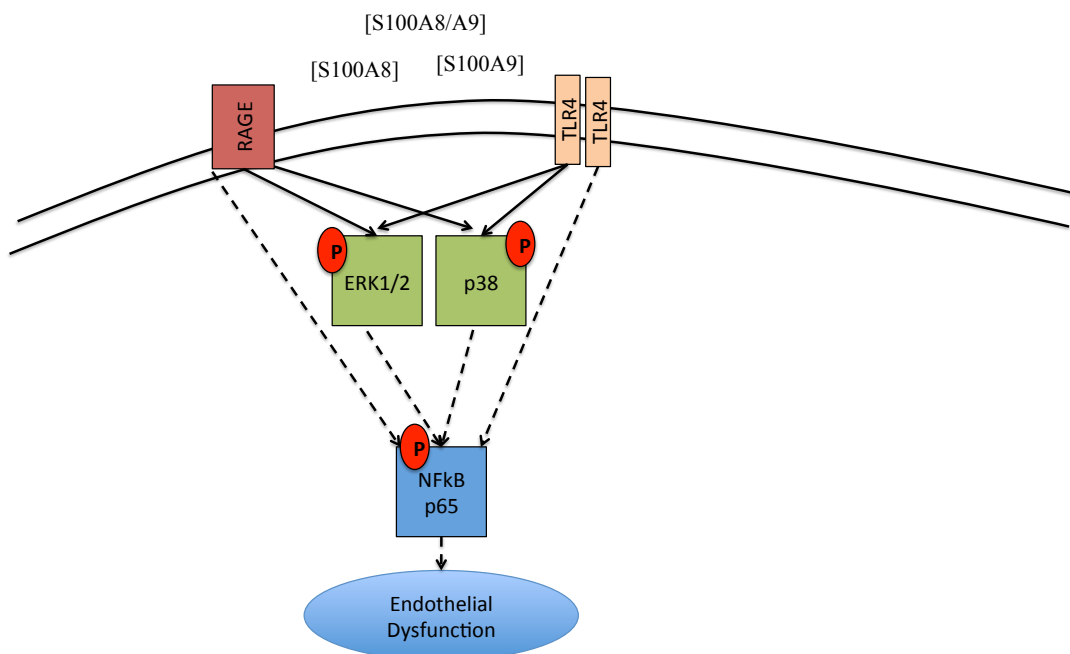 [S100A8/A9]
[S100A8]
[S100A9]
RAGE
TLR4
TLR4
P
P
ERK1/2
p38
P
NFkB
p65
Endothelial
Dysfunction